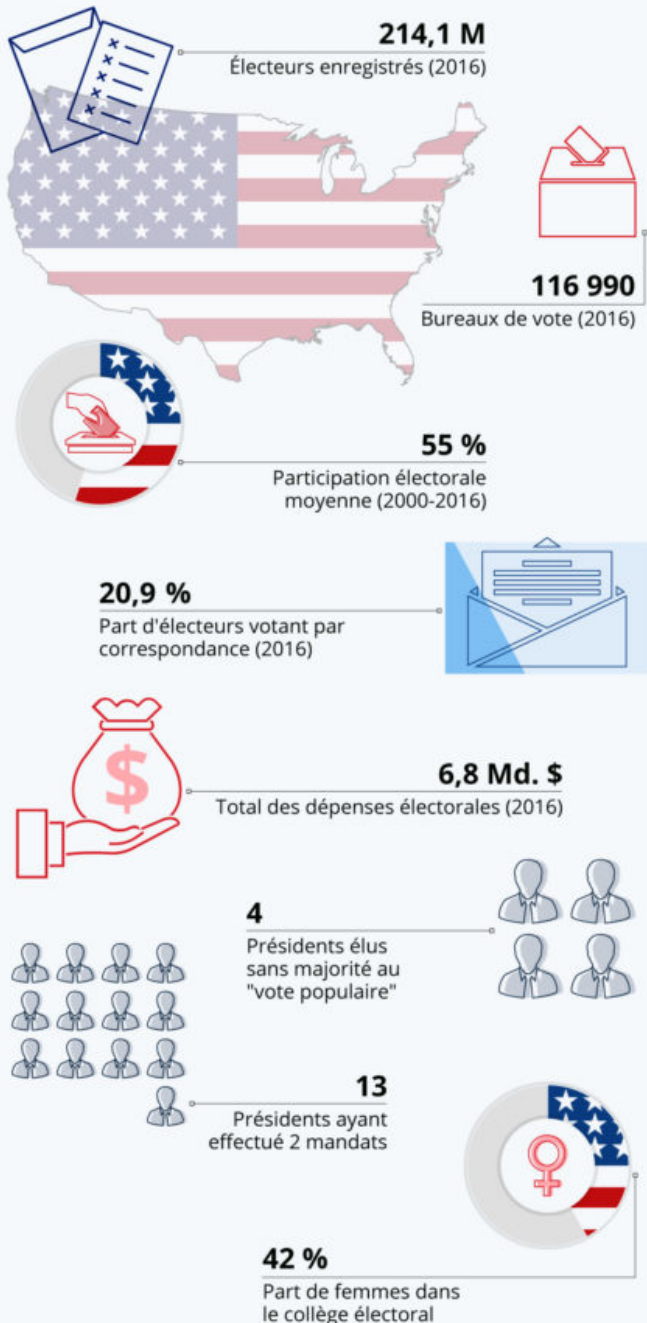 214,1 M
Électeurs enregistrés (2016)
116 990
Bureaux de vote (2016)
55 %
Participation électorale
moyenne (2000-2016)
20,9 %
Part d'électeurs votant par
correspondance (2016)
$
6,8 Md. $
Total des dépenses électorales (2016)
4
Présidents élus
sans majorité au
"vote populaire"
13
Présidents ayant
effectué 2 mandats
42 %
Part de femmes dans
le collège électoral